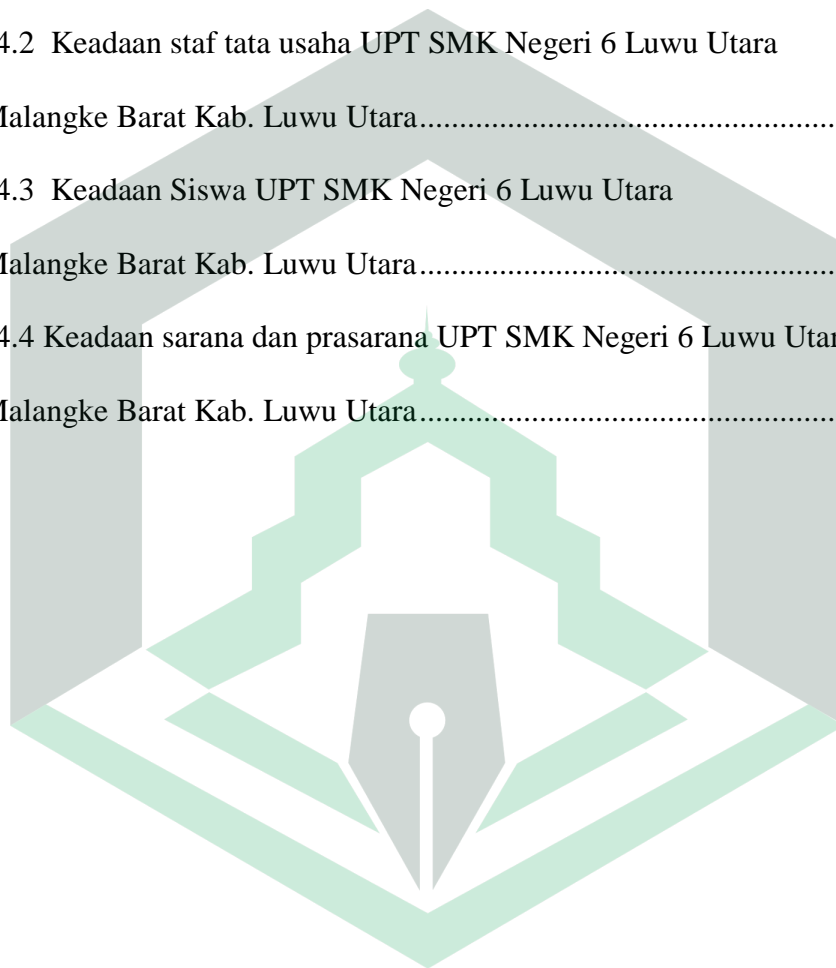 4.2 Keadaan staf tata usaha UPT SMK Negeri 6 Luwu Utara
Malangke Barat Kab. Luwu Utara........................................................
4.3 Keadaan Siswa UPT SMK Negeri 6 Luwu Utara
Malangke Barat Kab. Luwu Utara........................................................
4.4 Keadaan sarana dan prasarana UPT SMK Negeri 6 Luwu Utara
Malangke Barat Kab. Luwu Utara........................................................